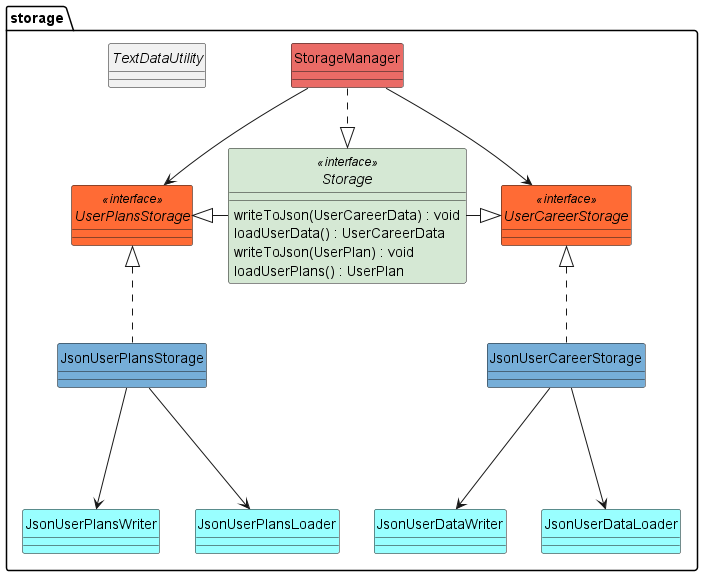 storage
TextDataUtility
StorageManager
«interface»
Storage
writeToJson(UserCareerData) : void
loadUserData() : UserCareerData
writeToJson(UserPlan) : void
loadUserPlans() : UserPlan
«interface»
UserPlansStorage
«interface»
UserCareerStorage
JsonUserPlansStorage
JsonUserCareerStorage
JsonUserPlansWriter
JsonUserPlansLoader
JsonUserDataWriter
JsonUserDataLoader